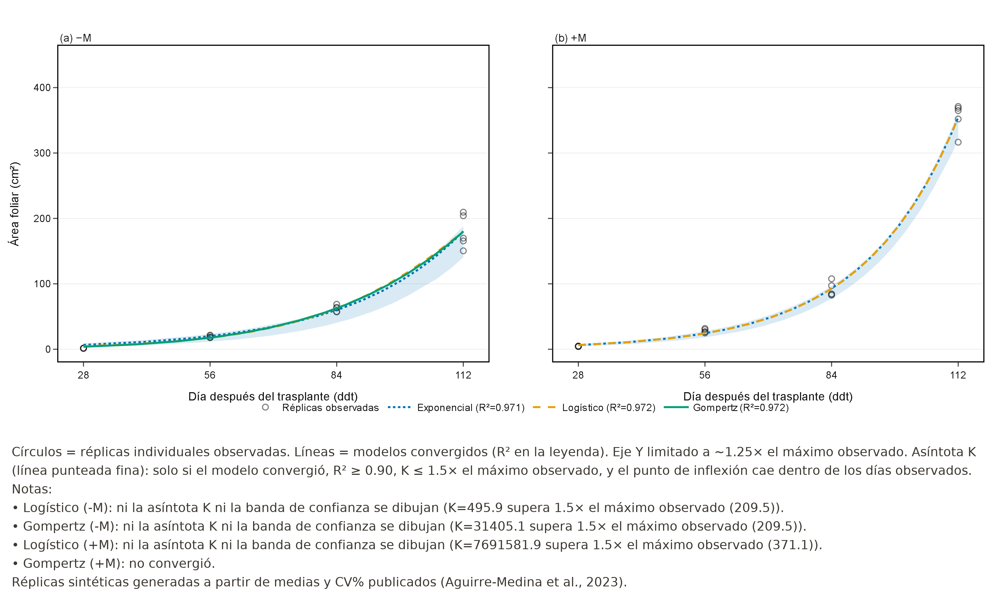 (a) −M
(b) +M
Área foliar (cm²)
400
300
200
100
0
28
56
84
112
28
56
84
112
Día después del trasplante (ddt)
Día después del trasplante (ddt)
Réplicas observadas
Exponencial (R²=0.971)
Logístico (R²=0.972)
Gompertz (R²=0.972)
Círculos = réplicas individuales observadas. Líneas = modelos convergidos (R² en la leyenda). Eje Y limitado a ~1.25× el máximo observado. Asíntota K
(línea punteada fina): solo si el modelo convergió, R² ≥ 0.90, K ≤ 1.5× el máximo observado, y el punto de inflexión cae dentro de los días observados.
Notas:
• Logístico (-M): ni la asíntota K ni la banda de confianza se dibujan (K=495.9 supera 1.5× el máximo observado (209.5)).
• Gompertz (-M): ni la asíntota K ni la banda de confianza se dibujan (K=31405.1 supera 1.5× el máximo observado (209.5)).
• Logístico (+M): ni la asíntota K ni la banda de confianza se dibujan (K=7691581.9 supera 1.5× el máximo observado (371.1)).
• Gompertz (+M): no convergió.
Réplicas sintéticas generadas a partir de medias y CV% publicados (Aguirre-Medina et al., 2023).